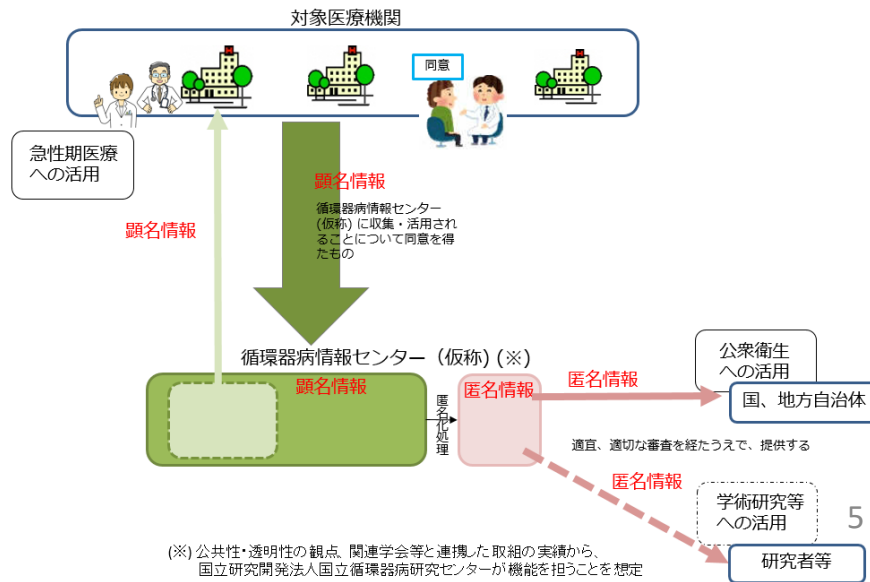 対象医療機関
同意
急性期医療
への活用
顕名情報
循環器病情報センター
(仮称) に収集・活用され
ることについて同意を得
たもの
顕名情報
循環器病情報センター（仮称) (※)
顕名情報
匿名化処理
匿名情報
匿名情報
公衆衛生
への活用
国、地方自治体
適宜、適切な審査を経たうえで、提供する
匿名情報
学術研究等
への活用
研究者等
5
(※) 公共性・透明性の観点、関連学会等と連携した取組の実績から、
国立研究開発法人国立循環器病研究センターが機能を担うことを想定